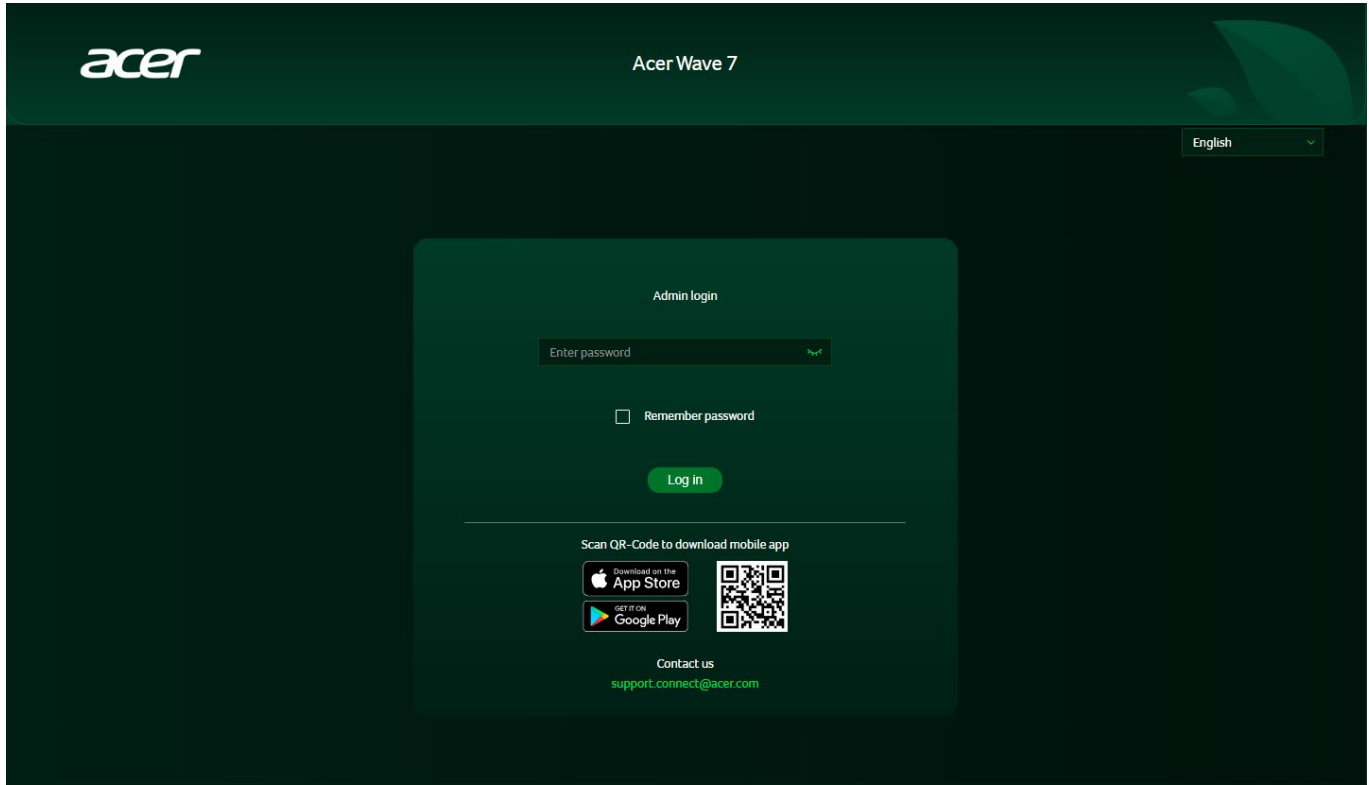 acer
Acer Wave 7
English
Admin login
Enter password
Remember password
Log in
Scan QR-Code to download mobile app
Download on the
App Store
GET IT ON
Google Play
Contact us
support.connect@acer.com